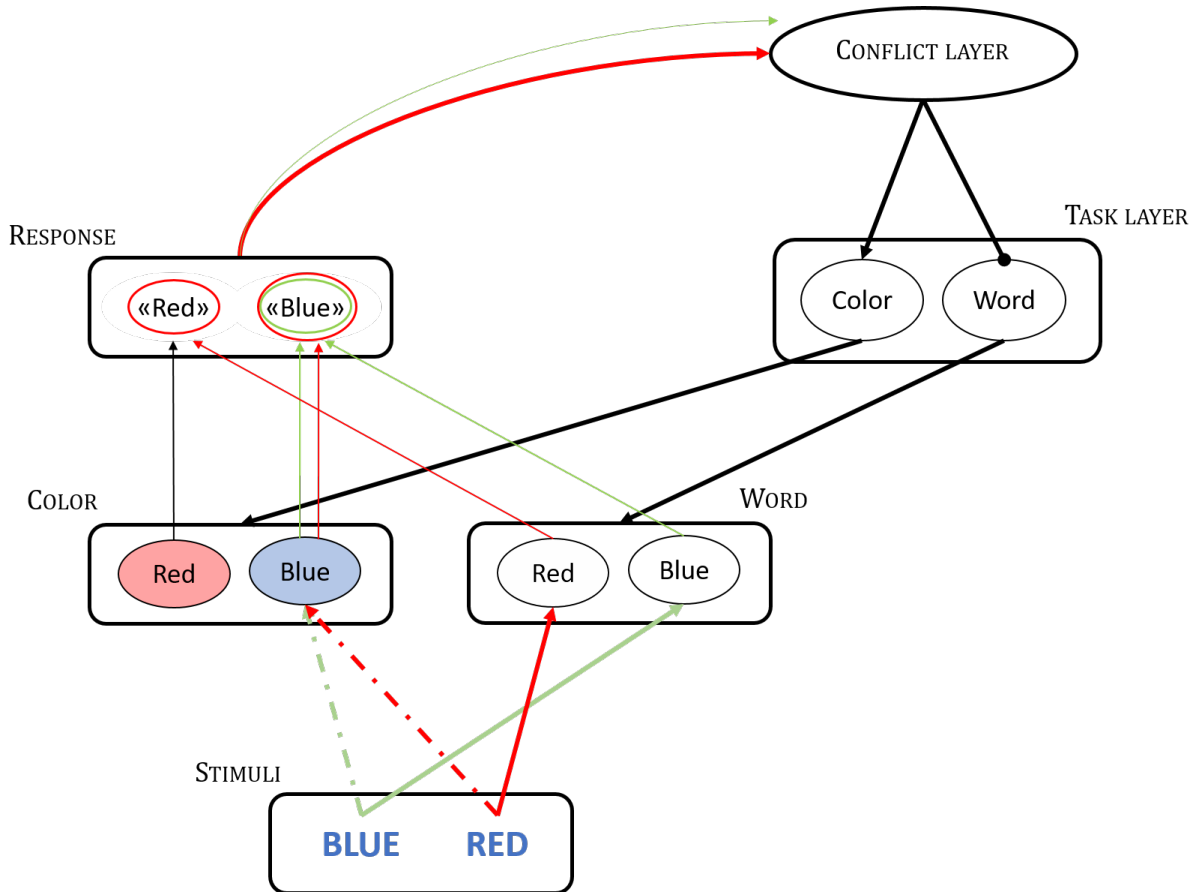 CONFLICT LAYER
TASK LAYER
RESPONSE
«Red» «Blue»
Color Word
COLOR
WORD
Red Blue
Red Blue
STIMULI
BLUE RED